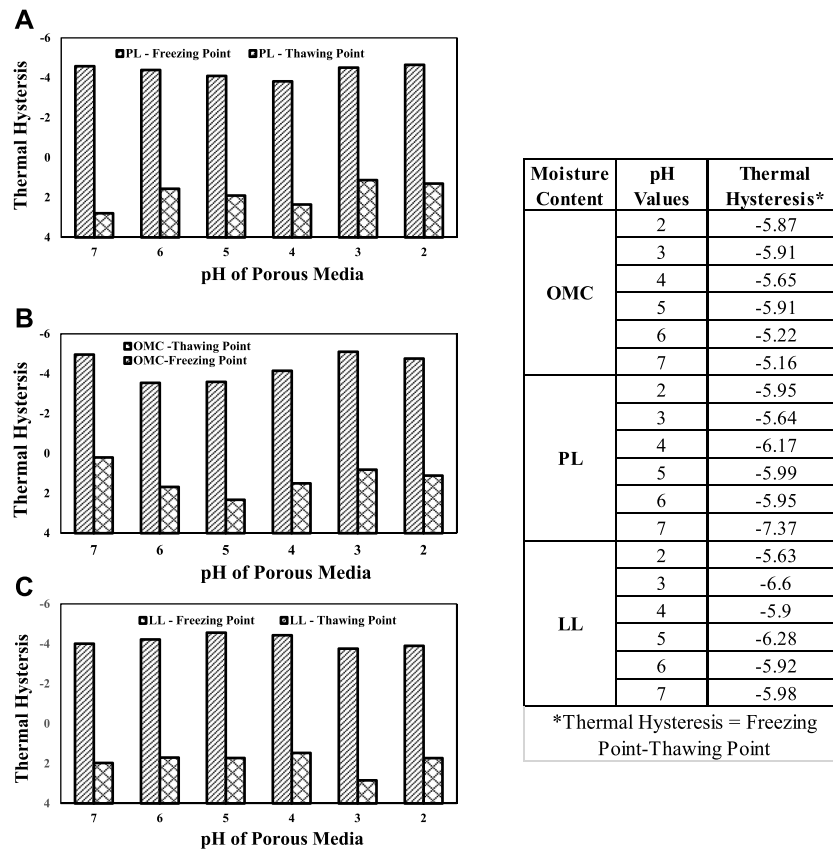 A
-6
-4
-2
0
2
4
PL - Freezing Point
PL - Thawing Point
Thermal Hystersis
7 6 5 4 3 2
pH of Porous Media
B
-6
-4
-2
0
2
4
OMC -Thawing Point
OMC-Freezing Point
Thermal Hystersis
7 6 5 4 3 2
pH of Porous Media
C
-6
-4
-2
0
2
4
LL - Freezing Point
LL - Thawing Point
Thermal Hystersis
7 6 5 4 3 2
pH of Porous Media
Moisture Content
pH Values
Thermal Hysteresis*
OMC
2 -5.87
3 -5.91
4 -5.65
5 -5.91
6 -5.22
7 -5.16
PL
2 -5.95
3 -5.64
4 -6.17
5 -5.99
6 -5.95
7 -7.37
LL
2 -5.63
3 -6.6
4 -5.9
5 -6.28
6 -5.92
7 -5.98
*Thermal Hysteresis = Freezing
Point-Thawing Point